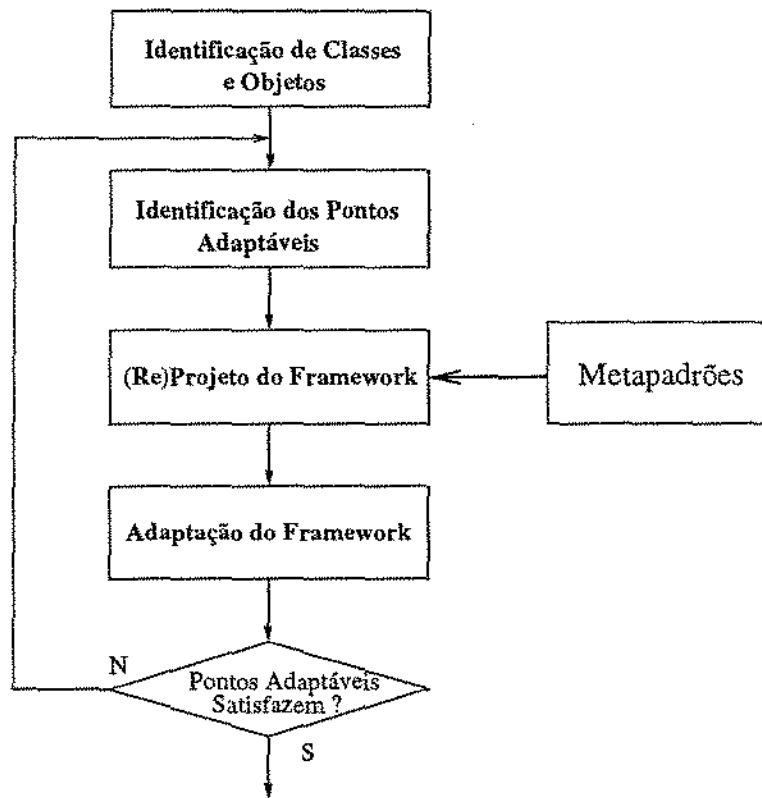 Identificação de Classes
e Objetos
Identificação dos Pontos
Adaptáveis
(Re)Projeto do Framework
Metapadrões
Adaptação do Framework
N
Pontos Adaptáveis
Satisfazem ?
S